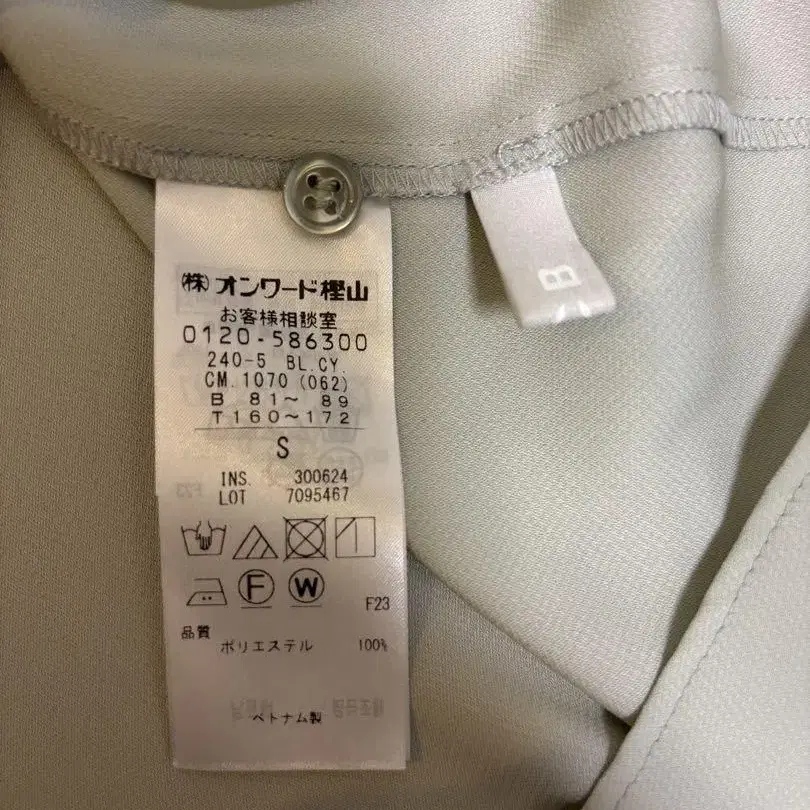 ㈱オンワード樫山
お客様相談室
0120-586300
240-5 BL.CY.
CM.1070 (062)
B 81～ 89
T160～172
S
INS. 300624
LOT 7095467
F W
F23
品質
ポリエステル 100%
ベトナム製
B